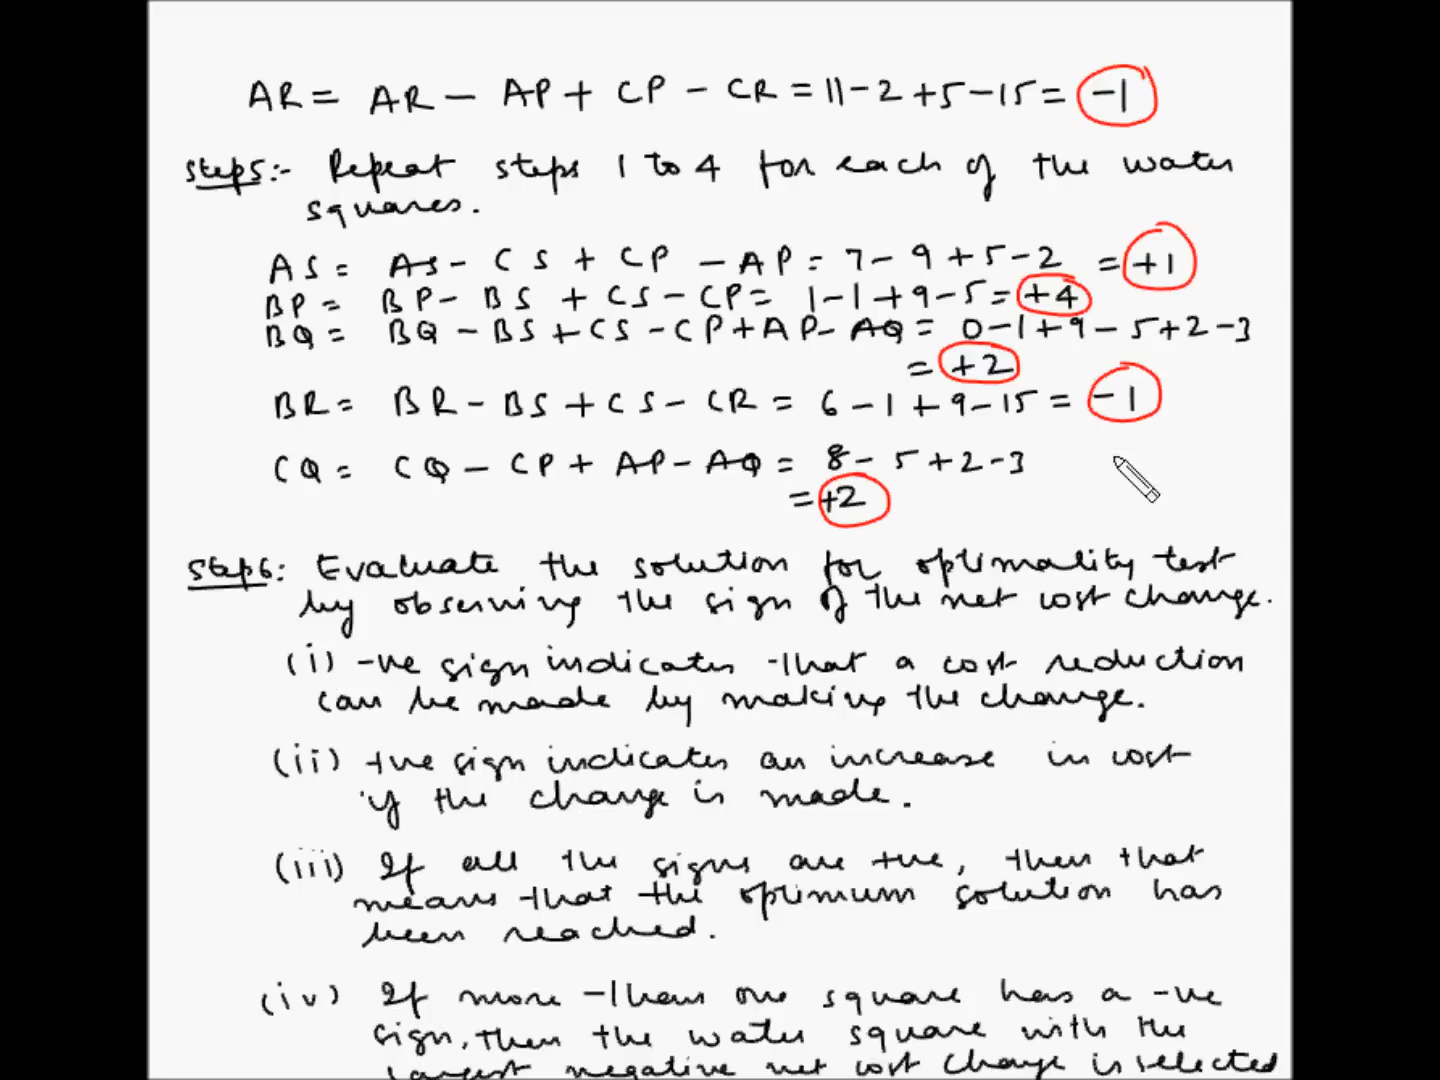 AR = AR - AP + CP - CR = 11-2+5-15 = -1
Step5:- Repeat steps 1 to 4 for each of the water
squares.
AS = AS - CS + CP - AP = 7-9+5-2 = +1
BP = BP - BS + CS - CP = 1-1+9-5 = +4
BQ = BQ - BS + CS - CP + AP - AQ = 0-1+9-5+2-3
= +2
BR = BR - BS + CS - CR = 6-1+9-15 = -1
CQ = CQ - CP + AP - AQ = 8-5+2-3
= +2
Step6: Evaluate the solution for optimality test
by observing the sign of the net cost change.
(i) -ve sign indicates that a cost reduction
can be made by making the change.
(ii) +ve sign indicates an increase in cost
if the change is made.
(iii) If all the signs are +ve, then that
means that the optimum solution has
been reached.
(iv) If more than one square has a -ve
sign, then the water square with the
largest negative net cost change is selected